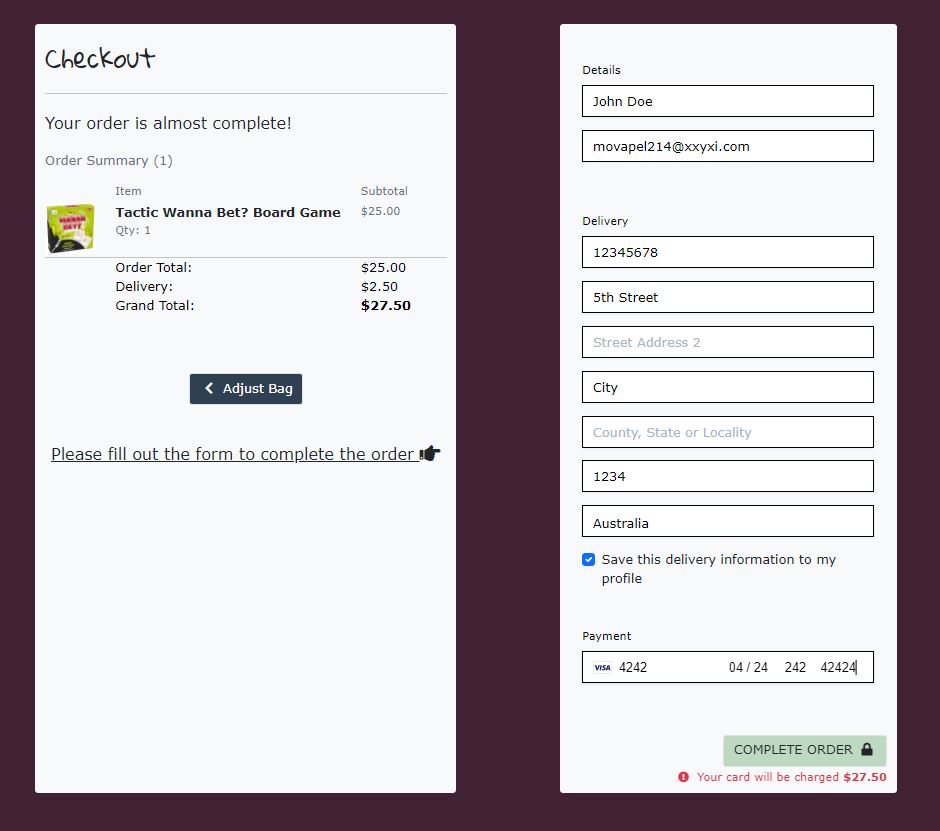 Checkout
Your order is almost complete!
Order Summary (1)
Item Subtotal
Tactic Wanna Bet? Board Game $25.00
Qty: 1
WANNA
BET?
Order Total: $25.00
Delivery: $2.50
Grand Total: $27.50
Adjust Bag
Please fill out the form to complete the order
Details
John Doe
movapel214@xxyxi.com
Delivery
12345678
5th Street
Street Address 2
City
County, State or Locality
1234
Australia
Save this delivery information to my
profile
Payment
VISA 4242 04 / 24 242 42424
COMPLETE ORDER
Your card will be charged $27.50